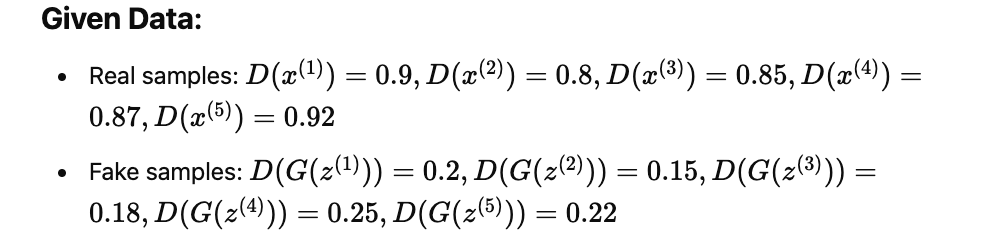 Given Data:
• Real samples: D(x⁽¹⁾) = 0.9, D(x⁽²⁾) = 0.8, D(x⁽³⁾) = 0.85, D(x⁽⁴⁾) =
0.87, D(x⁽⁵⁾) = 0.92
• Fake samples: D(G(z⁽¹⁾)) = 0.2, D(G(z⁽²⁾)) = 0.15, D(G(z⁽³⁾)) =
0.18, D(G(z⁽⁴⁾)) = 0.25, D(G(z⁽⁵⁾)) = 0.22